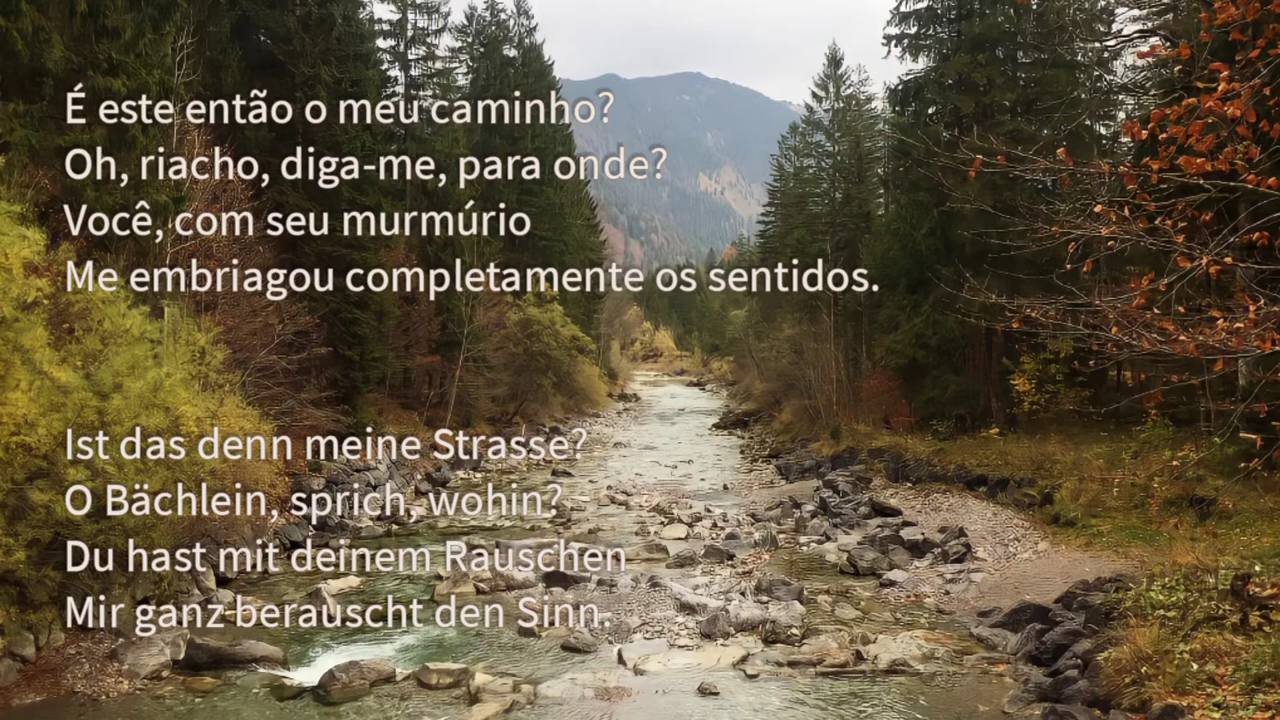 É este então o meu caminho?
Oh, riacho, diga-me, para onde?
Você, com seu murmúrio
Me embriagou completamente os sentidos.
Ist das denn meine Strasse?
O Bächlein, sprich, wohin?
Du hast mit deinem Rauschen
Mir ganz berauscht den Sinn.